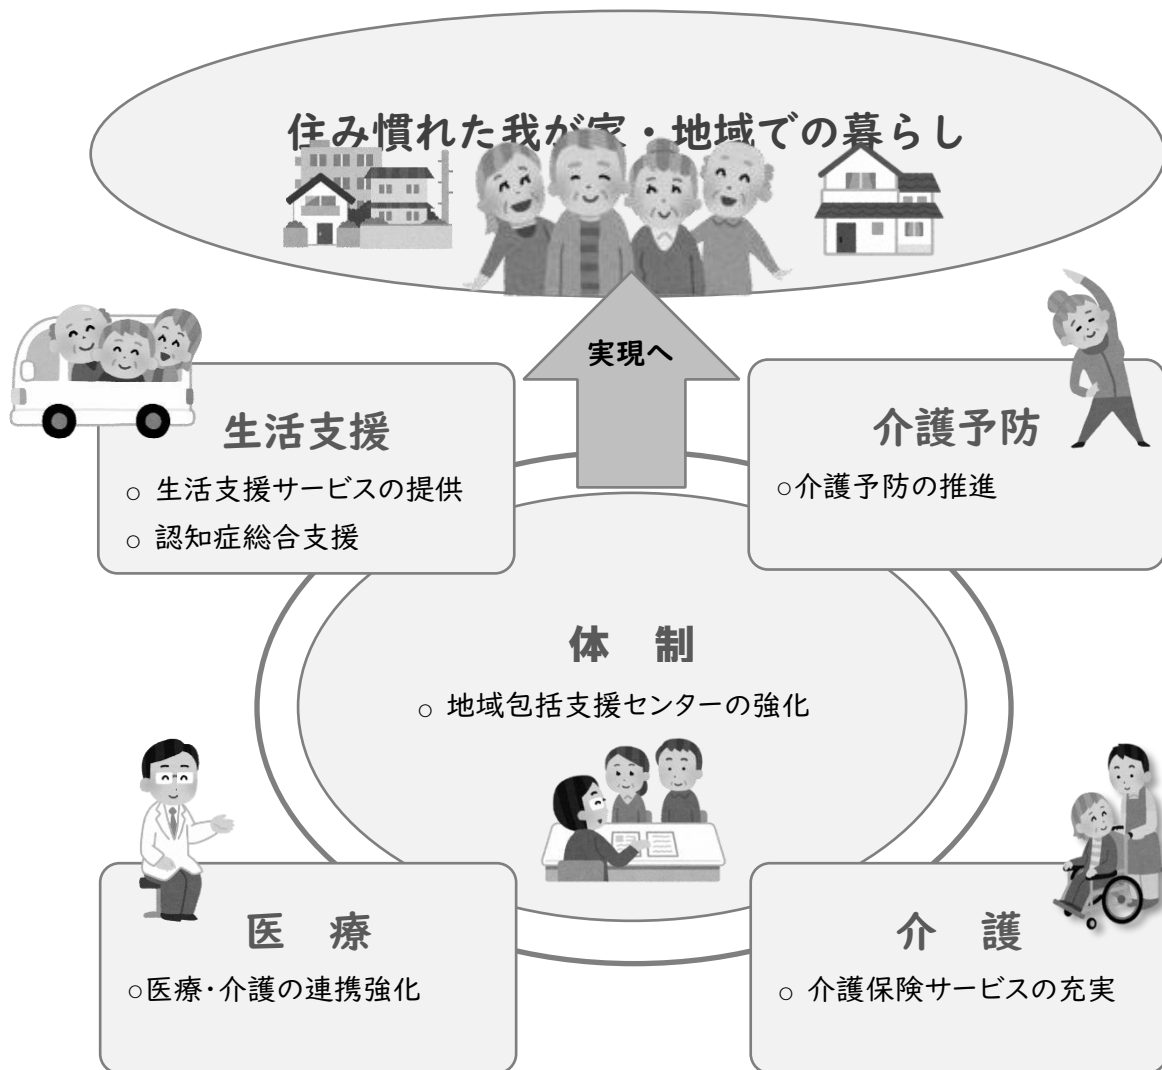 住み慣れた我が家・地域での暮らし
実現へ
生活支援
○ 生活支援サービスの提供
○ 認知症総合支援
介護予防
○介護予防の推進
体　制
○ 地域包括支援センターの強化
医　療
○医療・介護の連携強化
介　護
○ 介護保険サービスの充実